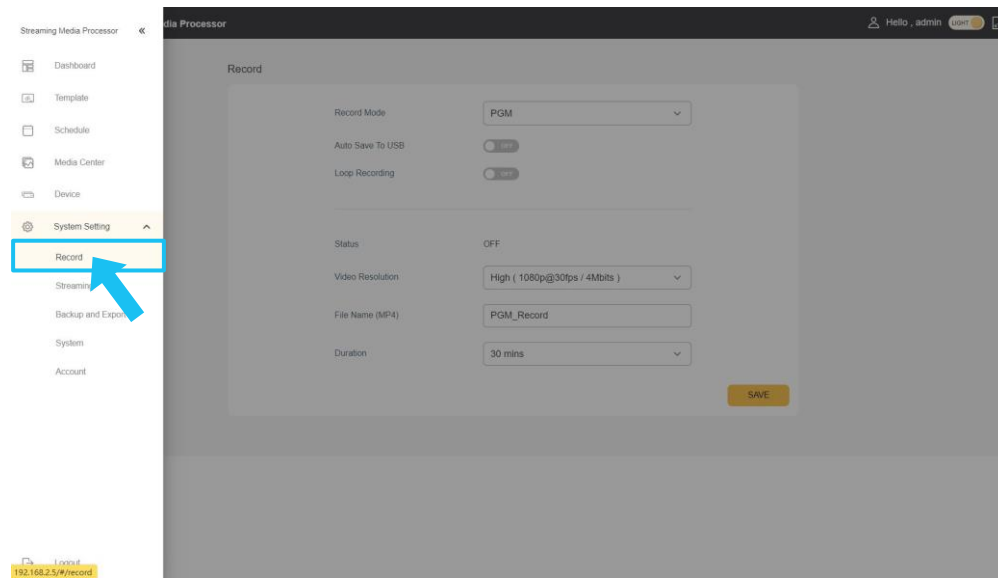 Streaming Media Processor «
dia Processor
Hello , admin
LIGHT
Dashboard
Template
Schedule
Media Center
Device
System Setting
Record
Streaming
Backup and Export
System
Account
Logout
192.168.2.5/#/record
Record
Record Mode PGM
Auto Save To USB OFF
Loop Recording OFF
Status OFF
Video Resolution High ( 1080p@30fps / 4Mbits )
File Name (MP4) PGM_Record
Duration 30 mins
SAVE